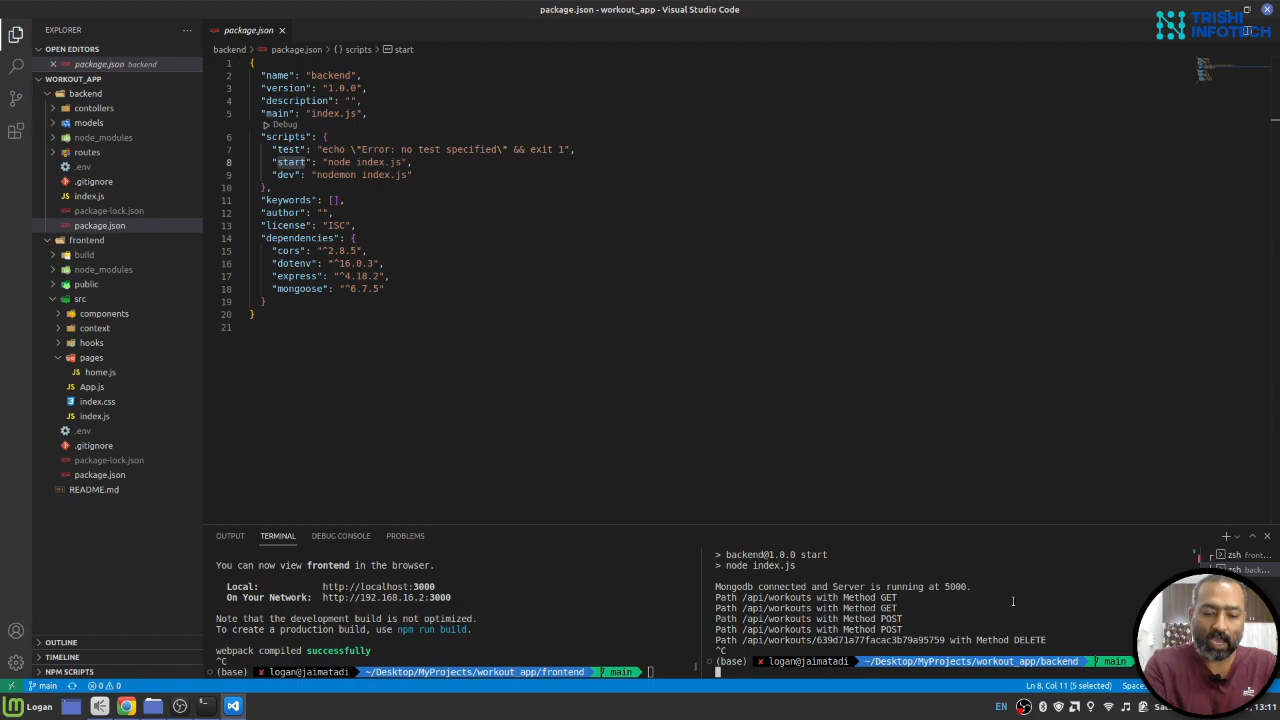 package.json - workout_app - Visual Studio Code
TRISHI
INFOTECH
EXPLORER
OPEN EDITORS
package.json backend
WORKOUT_APP
backend
contollers
models
node_modules
routes
.env
.gitignore
index.js
package-lock.json
package.json
frontend
build
node_modules
public
src
components
context
hooks
pages
home.js
App.js
index.css
index.js
.env
.gitignore
package-lock.json
package.json
README.md
OUTLINE
TIMELINE
NPM SCRIPTS
package.json
backend > package.json > {} scripts > start
1 {
2 "name": "backend",
3 "version": "1.0.0",
4 "description": "",
5 "main": "index.js",
Debug
6 "scripts": {
7 "test": "echo \"Error: no test specified\" && exit 1",
8 "start": "node index.js",
9 "dev": "nodemon index.js"
10 },
11 "keywords": [],
12 "author": "",
13 "license": "ISC",
14 "dependencies": {
15 "cors": "^2.8.5",
16 "dotenv": "^16.0.3",
17 "express": "^4.18.2",
18 "mongoose": "^6.7.5"
19 }
20 }
21
OUTPUT TERMINAL DEBUG CONSOLE PROBLEMS
You can now view frontend in the browser.
Local: http://localhost:3000
On Your Network: http://192.168.16.2:3000
Note that the development build is not optimized.
To create a production build, use npm run build.
webpack compiled successfully
^C
(base) ✘ logan@jaimatadi ~/Desktop/MyProjects/workout_app/frontend main
> backend@1.0.0 start
> node index.js
Mongodb connected and Server is running at 5000.
Path /api/workouts with Method GET
Path /api/workouts with Method GET
Path /api/workouts with Method POST
Path /api/workouts with Method POST
Path /api/workouts/639d71a77facac3b79a95759 with Method DELETE
^C
(base) ✘ logan@jaimatadi ~/Desktop/MyProjects/workout_app/backend main
zsh front...
zsh back...
main 0 0
Ln 8, Col 11 (5 selected)
Logan
EN
13:11